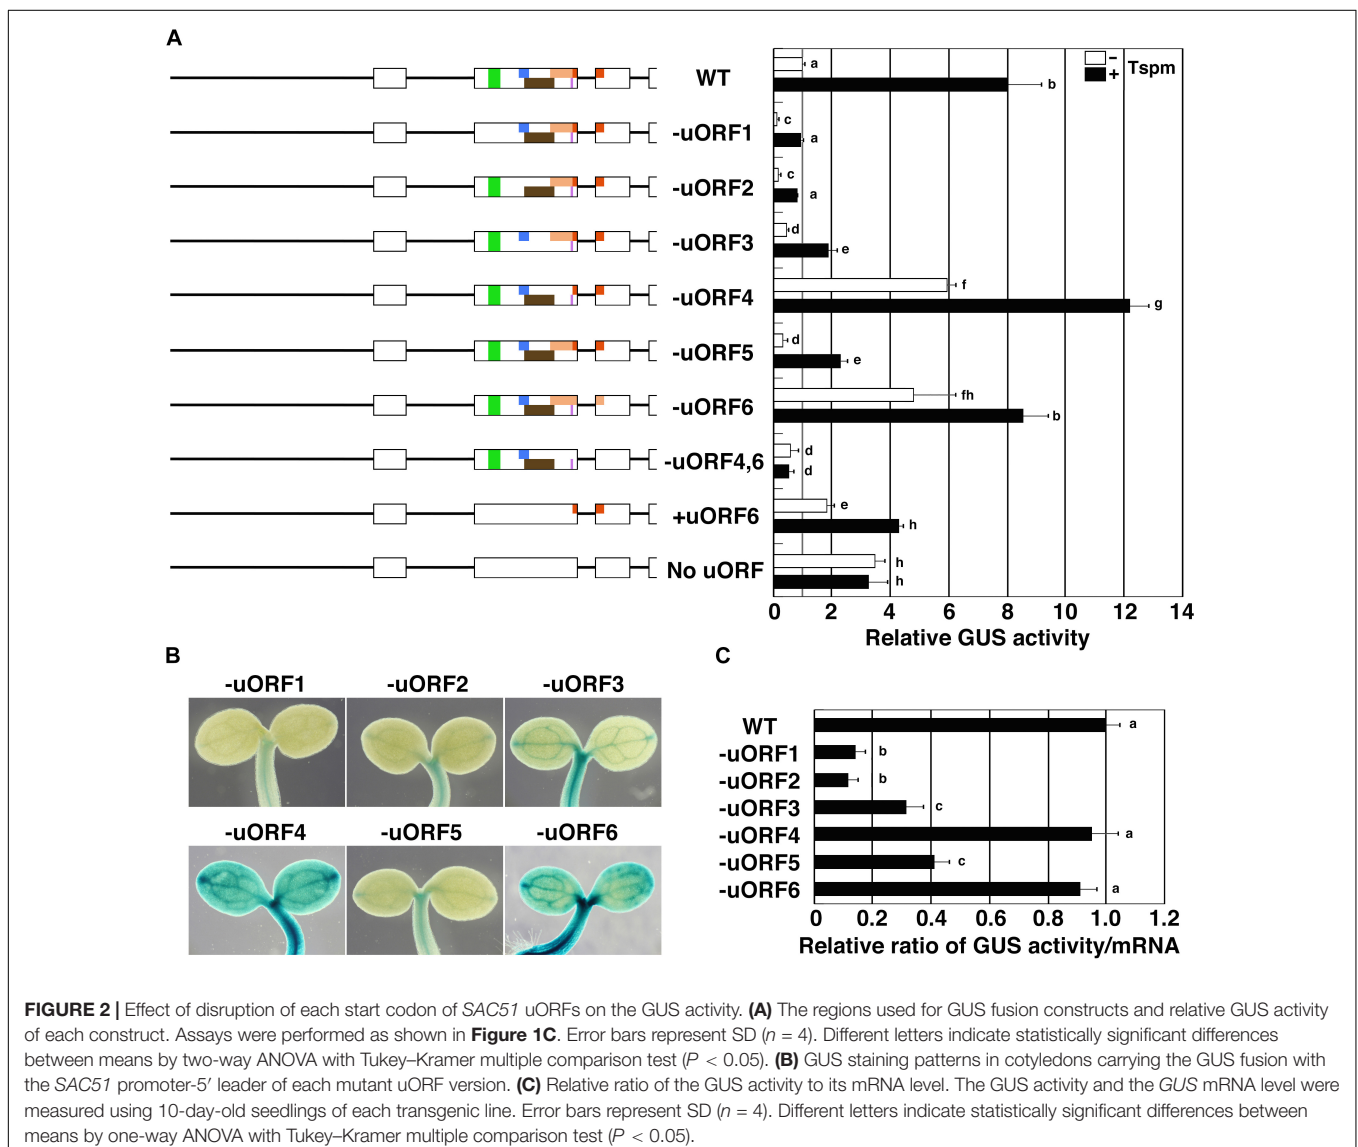 A
WT
-uORF1
-uORF2
-uORF3
-uORF4
-uORF5
-uORF6
-uORF4,6
+uORF6
No uORF
- Tspm
+
a
b
c
a
c
a
d
e
f
g
d
e
fh
b
d
d
e
h
h
h
0 2 4 6 8 10 12 14
Relative GUS activity
B
-uORF1 -uORF2 -uORF3
-uORF4 -uORF5 -uORF6
C
WT a
-uORF1 b
-uORF2 b
-uORF3 c
-uORF4 a
-uORF5 c
-uORF6 a
0 0.2 0.4 0.6 0.8 1.0 1.2
Relative ratio of GUS activity/mRNA
FIGURE 2 | Effect of disruption of each start codon of SAC51 uORFs on the GUS activity. (A) The regions used for GUS fusion constructs and relative GUS activity
of each construct. Assays were performed as shown in Figure 1C. Error bars represent SD (n = 4). Different letters indicate statistically significant differences
between means by two-way ANOVA with Tukey–Kramer multiple comparison test (P < 0.05). (B) GUS staining patterns in cotyledons carrying the GUS fusion with
the SAC51 promoter-5′ leader of each mutant uORF version. (C) Relative ratio of the GUS activity to its mRNA level. The GUS activity and the GUS mRNA level were
measured using 10-day-old seedlings of each transgenic line. Error bars represent SD (n = 4). Different letters indicate statistically significant differences between
means by one-way ANOVA with Tukey–Kramer multiple comparison test (P < 0.05).